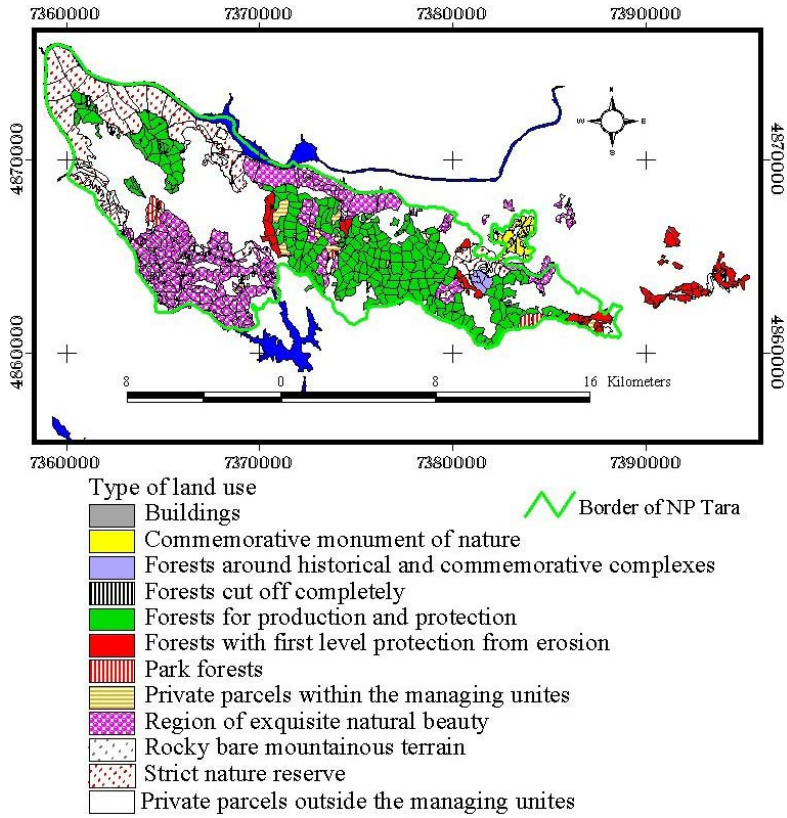 7360000 7370000 7380000 7390000
4870000 4870000
N
W E
S
4860000 4860000
8 0 8 16 Kilometers
7360000 7370000 7380000 7390000
Type of land use
Border of NP Tara
Buildings
Commemorative monument of nature
Forests around historical and commemorative complexes
Forests cut off completely
Forests for production and protection
Forests with first level protection from erosion
Park forests
Private parcels within the managing unites
Region of exquisite natural beauty
Rocky bare mountainous terrain
Strict nature reserve
Private parcels outside the managing unites